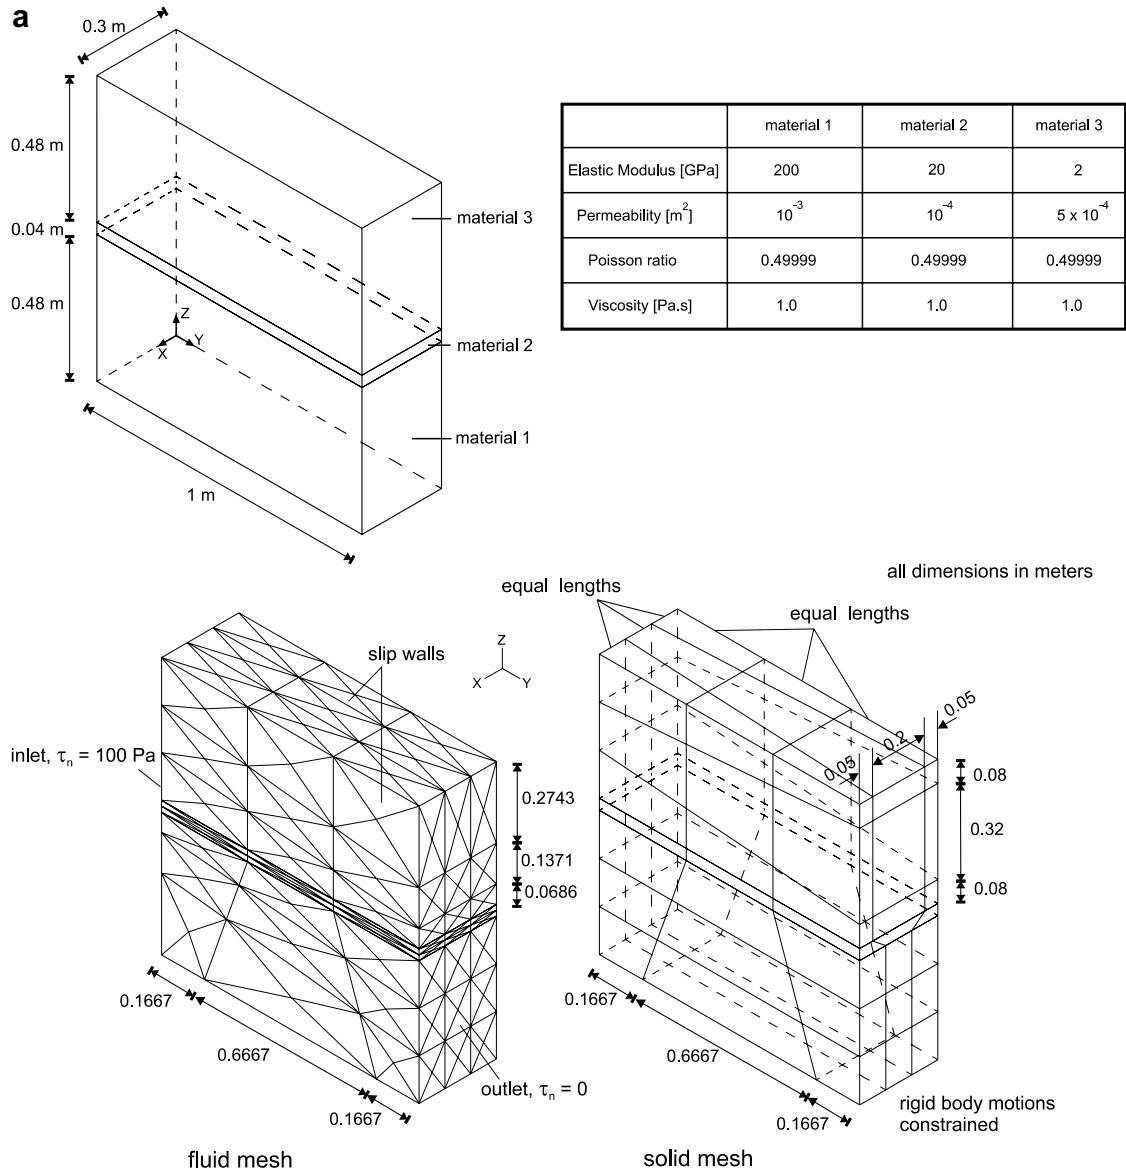 a
0.3 m
0.48 m
0.04 m
0.48 m
material 3
Z
Y
X
material 2
material 1
1 m
material 1 material 2 material 3
Elastic Modulus [GPa] 200 20 2
Permeability [m²] 10⁻³ 10⁻⁴ 5 x 10⁻⁴
Poisson ratio 0.49999 0.49999 0.49999
Viscosity [Pa.s] 1.0 1.0 1.0
all dimensions in meters
equal lengths
equal lengths
slip walls
Z
X
Y
inlet, τₙ = 100 Pa
0.2743
0.1371
0.0686
0.1667
0.6667
0.1667
outlet, τₙ = 0
fluid mesh
0.05
0.2
0.05
0.08
0.32
0.08
0.1667
0.6667
0.1667
rigid body motions
constrained
solid mesh